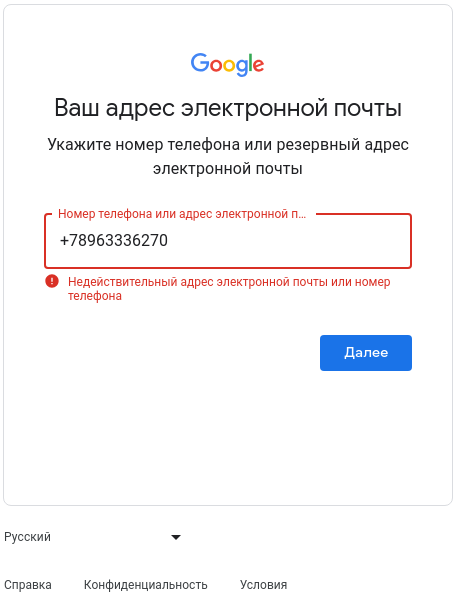 Google
Ваш адрес электронной почты
Укажите номер телефона или резервный адрес
электронной почты
Номер телефона или адрес электронной п...
+78963336270
Недействительный адрес электронной почты или номер
телефона
Далее
Русский
Справка Конфиденциальность Условия